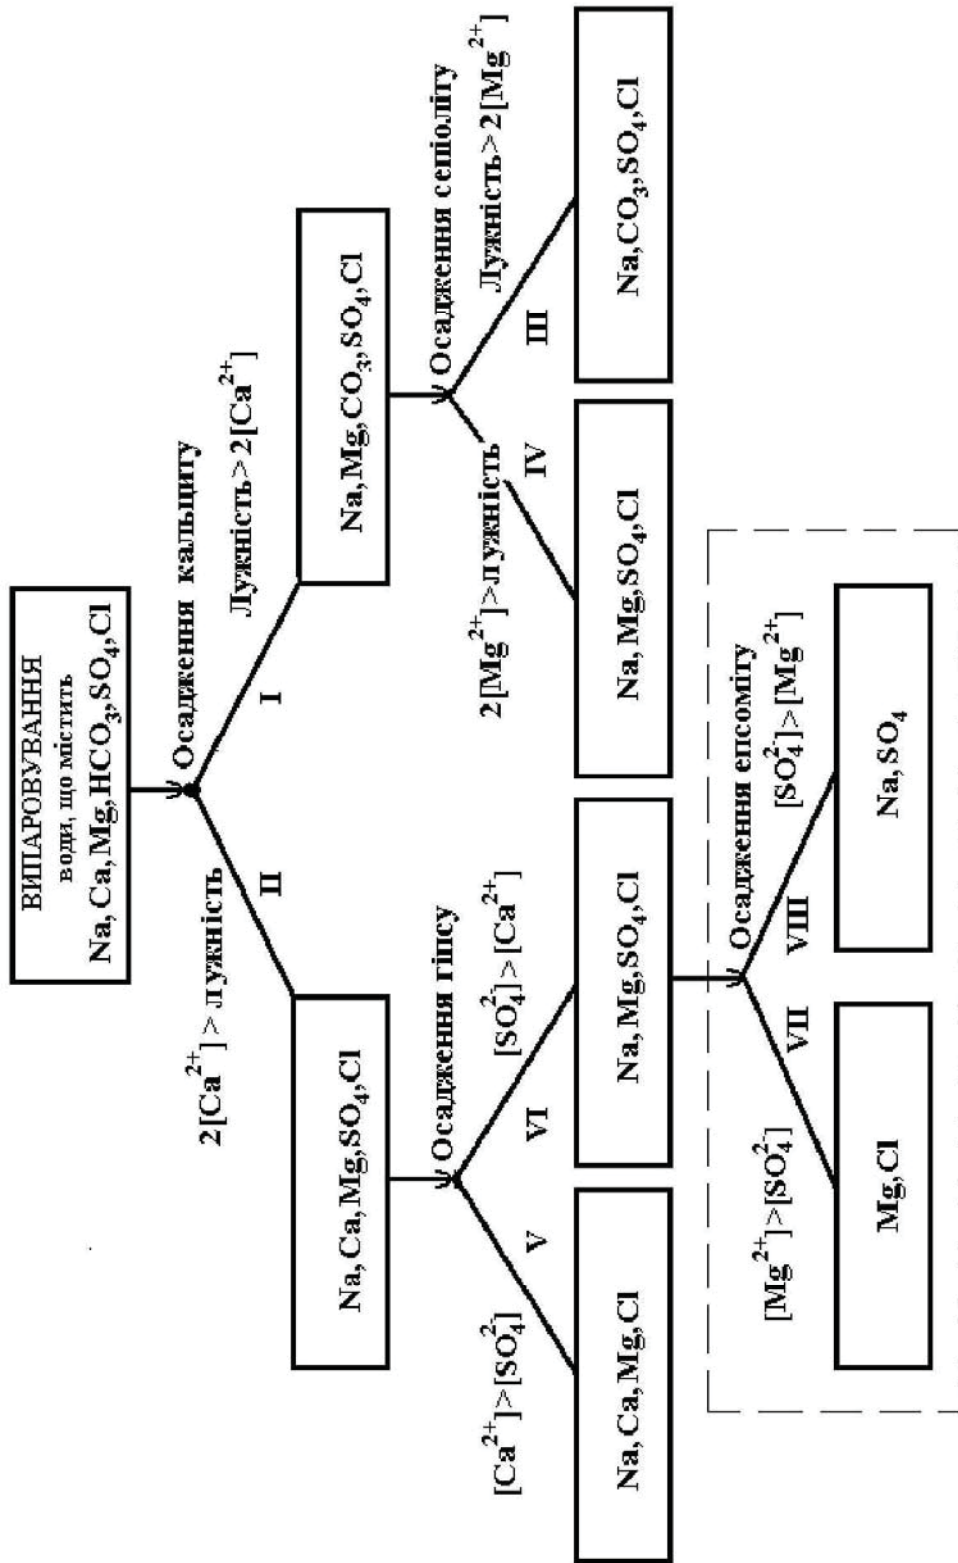 ВИПАРОВУВАННЯ
води, що містить
Na,Ca,Mg,HCO₃,SO₄,Cl
Осадження кальциту
2[Ca²⁺]>лужність
Лужність>2[Ca²⁺]
II
I
Na,Ca,Mg,SO₄,Cl
Na,Mg,CO₃,SO₄,Cl
Осадження гіпсу
Осадження сепіоліту
[Ca²⁺]>[SO₄²⁻]
[SO₄²⁻]>[Ca²⁺]
2[Mg²⁺]>лужність
Лужність>2[Mg²⁺]
V
VI
IV
III
Na,Ca,Mg,Cl
Na,Mg,SO₄,Cl
Na,Mg,SO₄,Cl
Na,CO₃,SO₄,Cl
Осадження епсоміту
[Mg²⁺]>[SO₄²⁻]
[SO₄²⁻]>[Mg²⁺]
VII
VIII
Mg,Cl
Na,SO₄